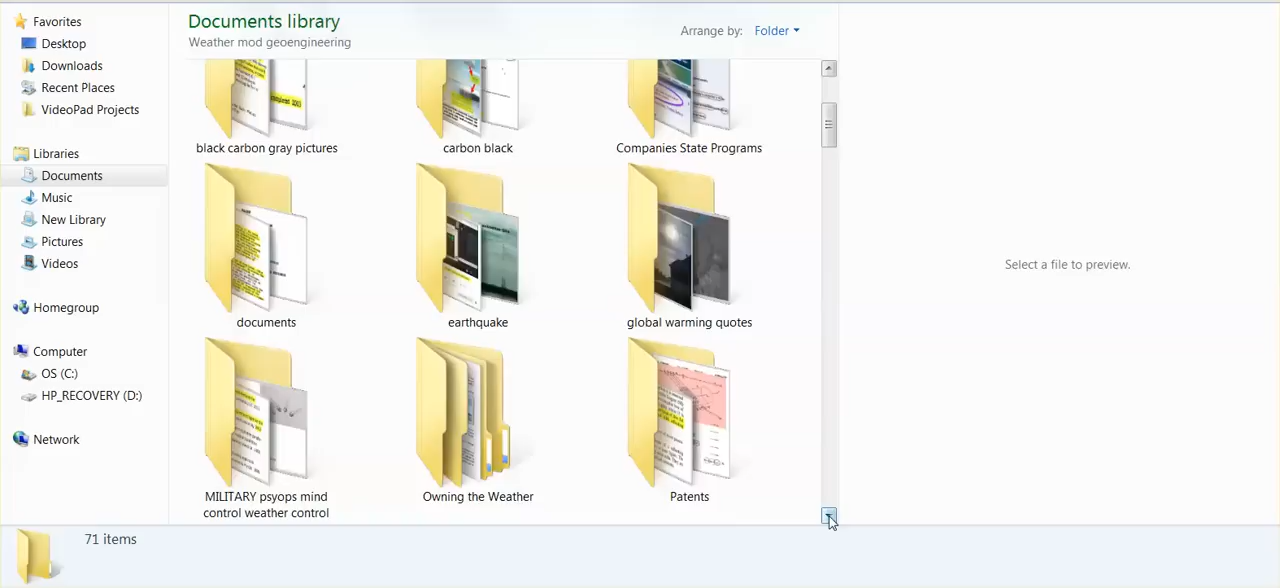 Favorites
Desktop
Downloads
Recent Places
VideoPad Projects
Libraries
Documents
Music
New Library
Pictures
Videos
Homegroup
Computer
OS (C:)
HP_RECOVERY (D:)
Network
Documents library
Weather mod geoengineering
Arrange by: Folder
black carbon gray pictures
carbon black
Companies State Programs
documents
earthquake
global warming quotes
MILITARY psyops mind
control weather control
Owning the Weather
Patents
Select a file to preview.
71 items